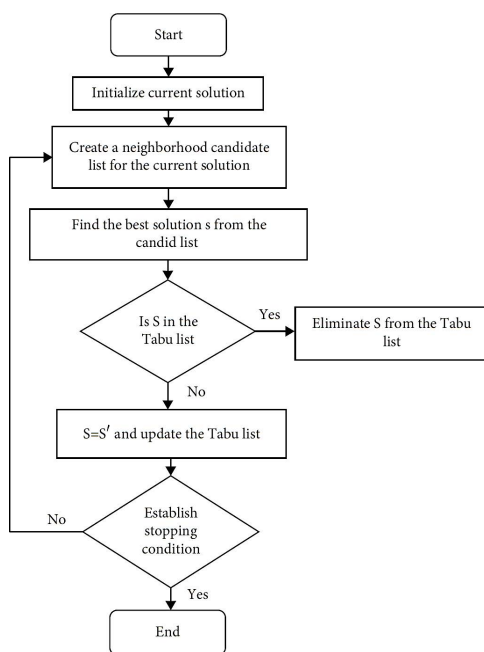 Start
Initialize current solution
Create a neighborhood candidate
list for the current solution
Find the best solution s from the
candid list
Is S in the
Tabu list
Yes
Eliminate S from the Tabu
list
No
S=S′ and update the Tabu list
Establish
stopping
condition
No
Yes
End